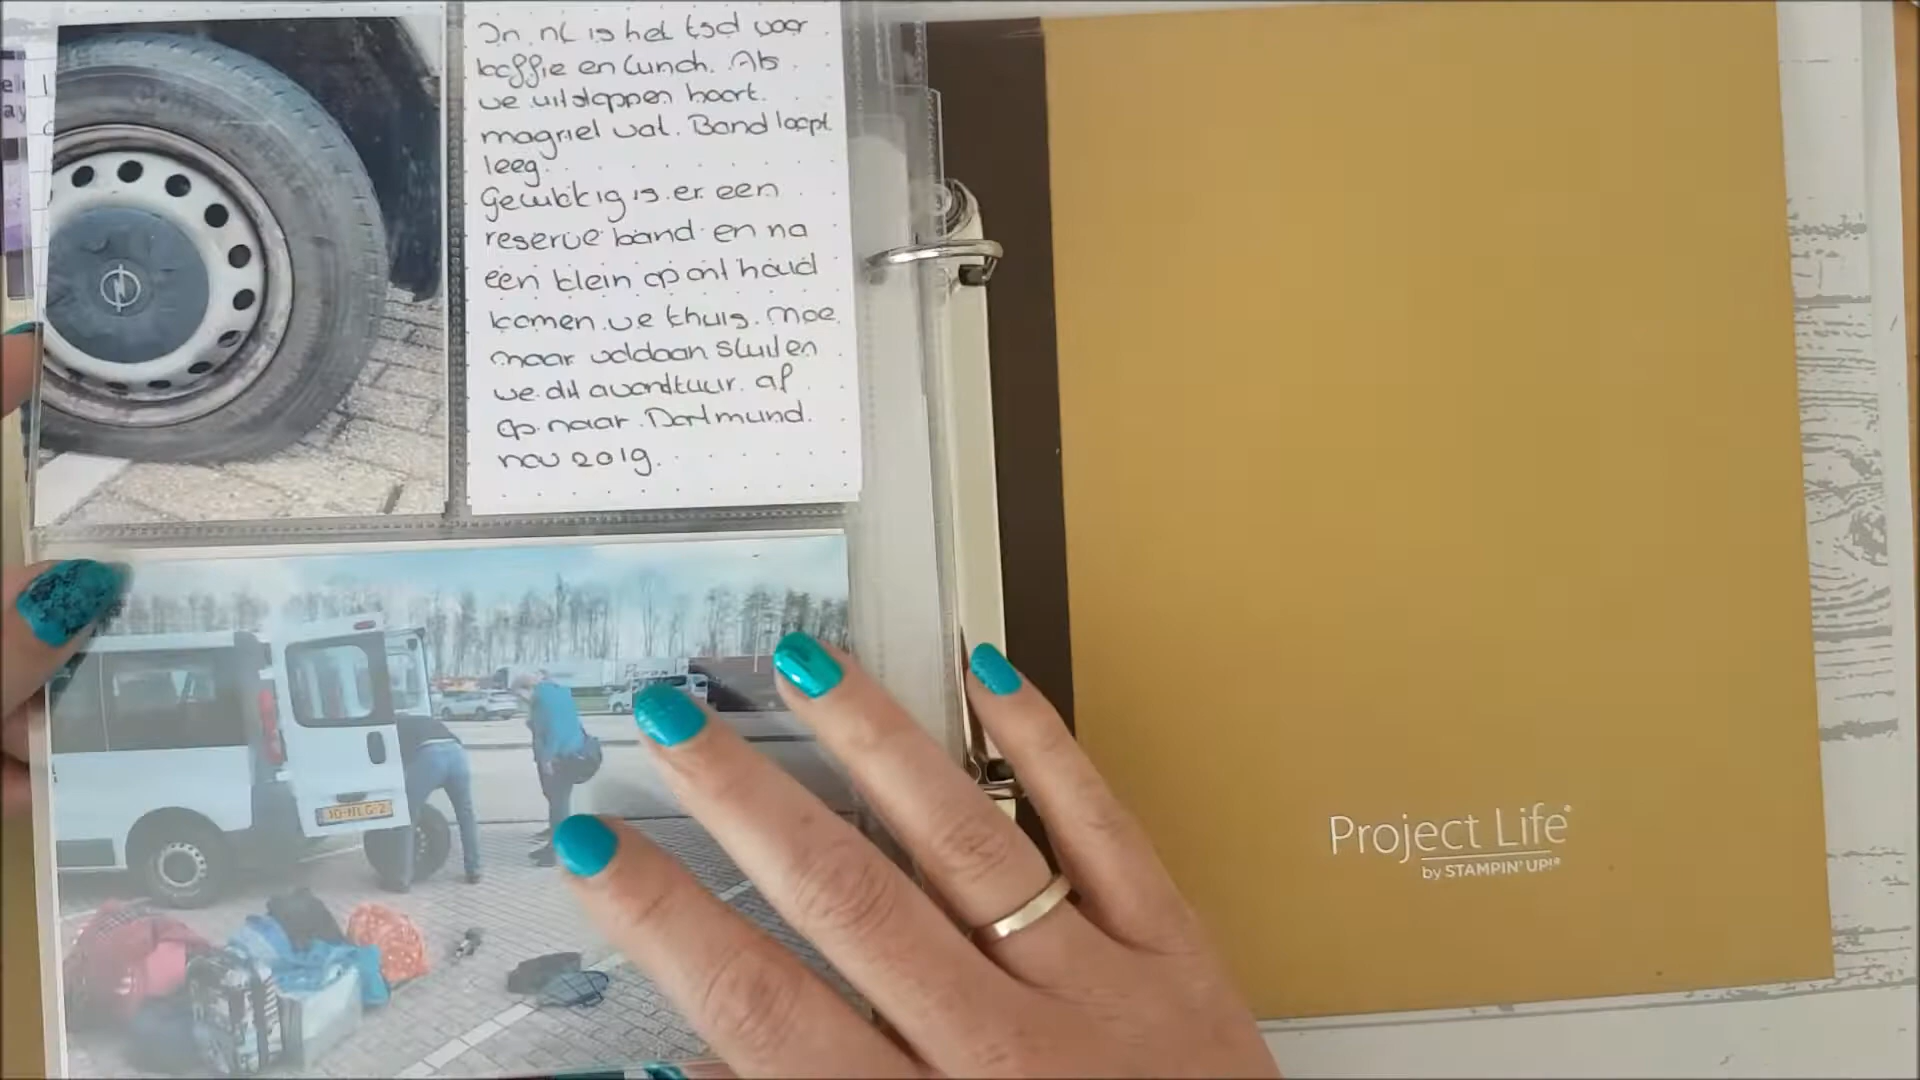 In NL is het tijd voor
koffie en lunch. Als
we uitstappen hoort
magriel wat. Band loopt
leeg.
Gelukkig is er een
reserve band en na
een klein oponthoud
komen we thuis. Moe
maar voldaan sluiten
we dit avontuur af
op naar Dortmund
nov 2019.
Project Life®
by STAMPIN' UP!®